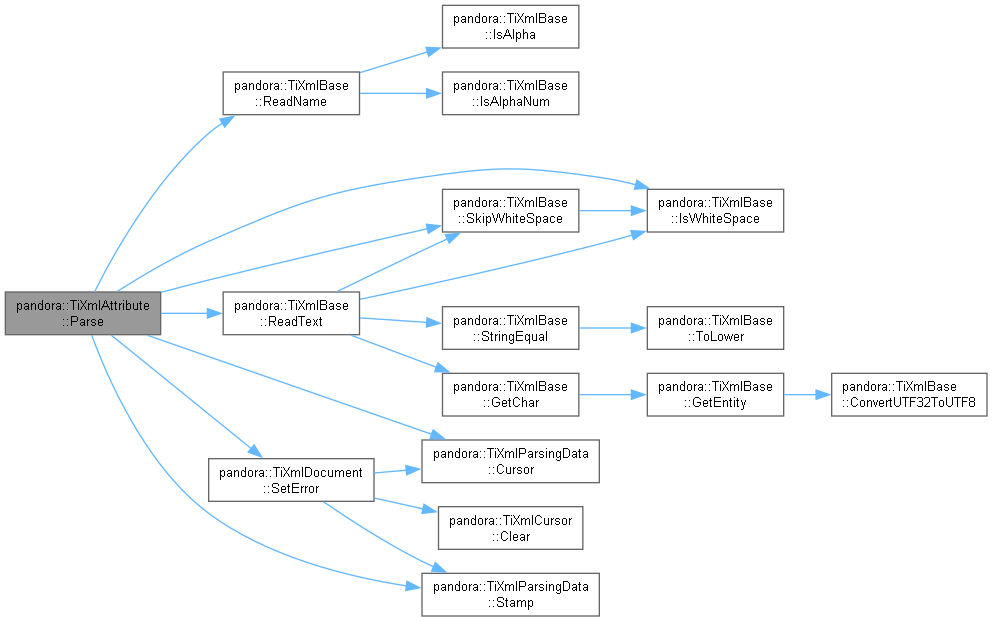 pandora::TiXmlBase
::IsAlpha
pandora::TiXmlBase
::ReadName
pandora::TiXmlBase
::IsAlphaNum
pandora::TiXmlBase
::SkipWhiteSpace
pandora::TiXmlBase
::IsWhiteSpace
pandora::TiXmlAttribute
::Parse
pandora::TiXmlBase
::ReadText
pandora::TiXmlBase
::StringEqual
pandora::TiXmlBase
::ToLower
pandora::TiXmlBase
::GetChar
pandora::TiXmlBase
::GetEntity
pandora::TiXmlBase
::ConvertUTF32ToUTF8
pandora::TiXmlParsingData
::Cursor
pandora::TiXmlDocument
::SetError
pandora::TiXmlCursor
::Clear
pandora::TiXmlParsingData
::Stamp